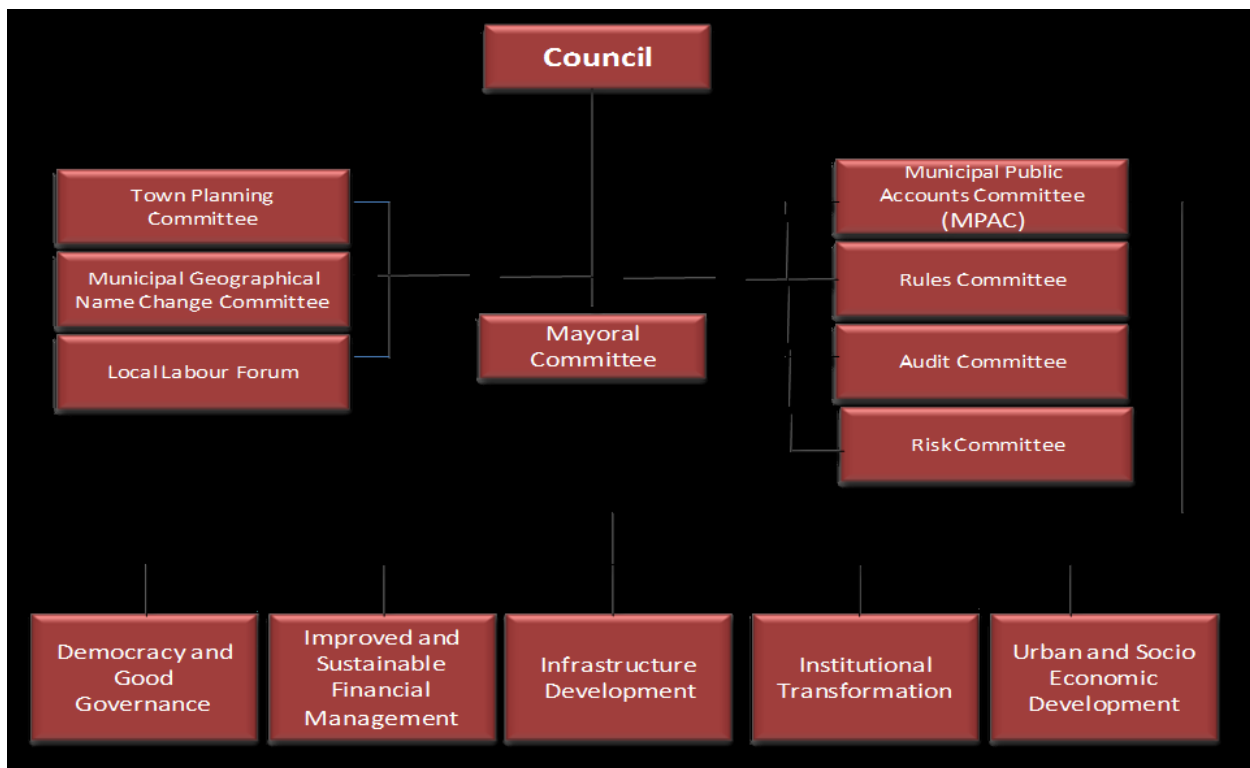 Council
Town Planning
Committee
Municipal Geographical
Name Change Committee
Local Labour Forum
Mayoral
Committee
Municipal Public
Accounts Committee
(MPAC)
Rules Committee
Audit Committee
Risk Committee
Democracy and
Good
Governance
Improved and
Sustainable
Financial
Management
Infrastructure
Development
Institutional
Transformation
Urban and Socio
Economic
Development